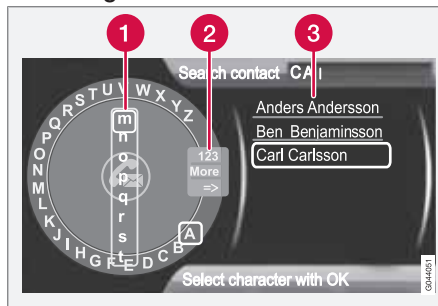 1 2 3
Search contact CA|
A B C D E F G H I J K L M N O P Q R S T U V W X Y Z
m
n
o
p
q
r
s
t
123
More
=>
Anders Andersson
Ben Benjaminsson
Carl Carlsson
Select character with OK
G044051